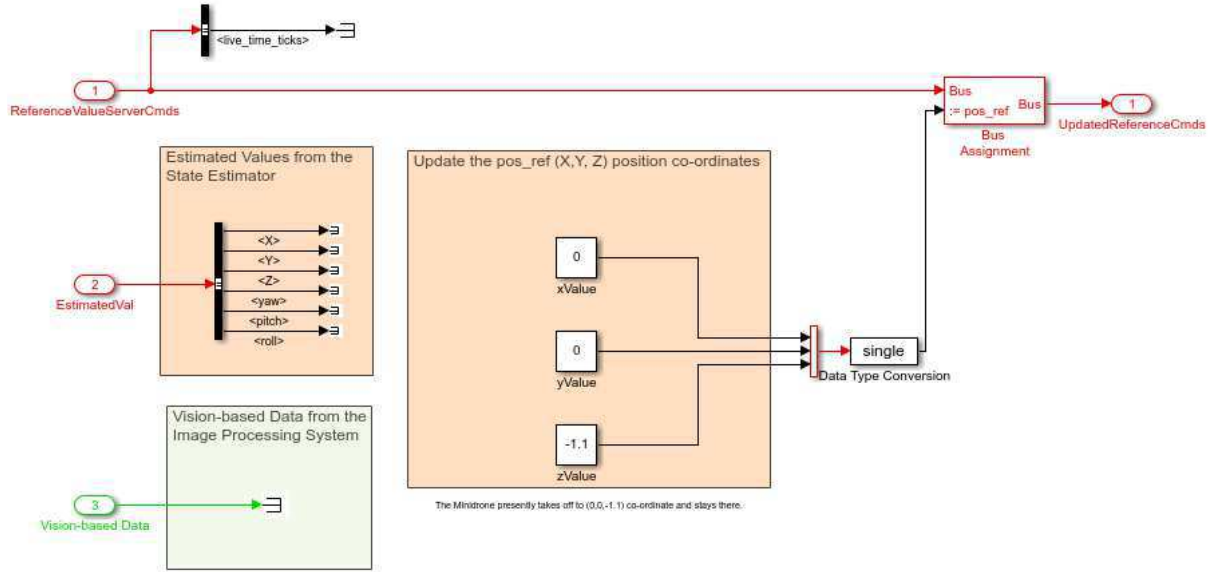 <live_time_ticks>
1
ReferenceValueServerCmds
Bus
:= pos_ref
Bus
Bus
Assignment
1
UpdatedReferenceCmds
Estimated Values from the
State Estimator
<X>
<Y>
<Z>
<yaw>
<pitch>
<roll>
2
EstimatedVal
Update the pos_ref (X,Y, Z) position co-ordinates
0
xValue
0
yValue
-1.1
zValue
single
Data Type Conversion
The Minidrone presently takes off to (0,0,-1.1) co-ordinate and stays there.
Vision-based Data from the
Image Processing System
3
Vision-based Data